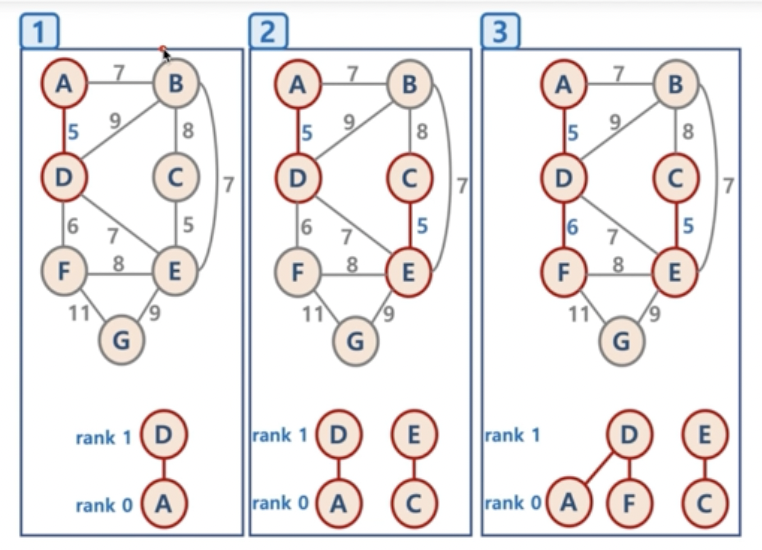 1
A 7 B
5 9 8
D C 7
6 7 5
F 8 E
11 9
G
rank 1 D
rank 0 A
2
A 7 B
5 9 8
D C 7
6 7 5
F 8 E
11 9
G
rank 1 D E
rank 0 A C
3
A 7 B
5 9 8
D C 7
6 7 5
F 8 E
11 9
G
rank 1 D E
rank 0 A F C